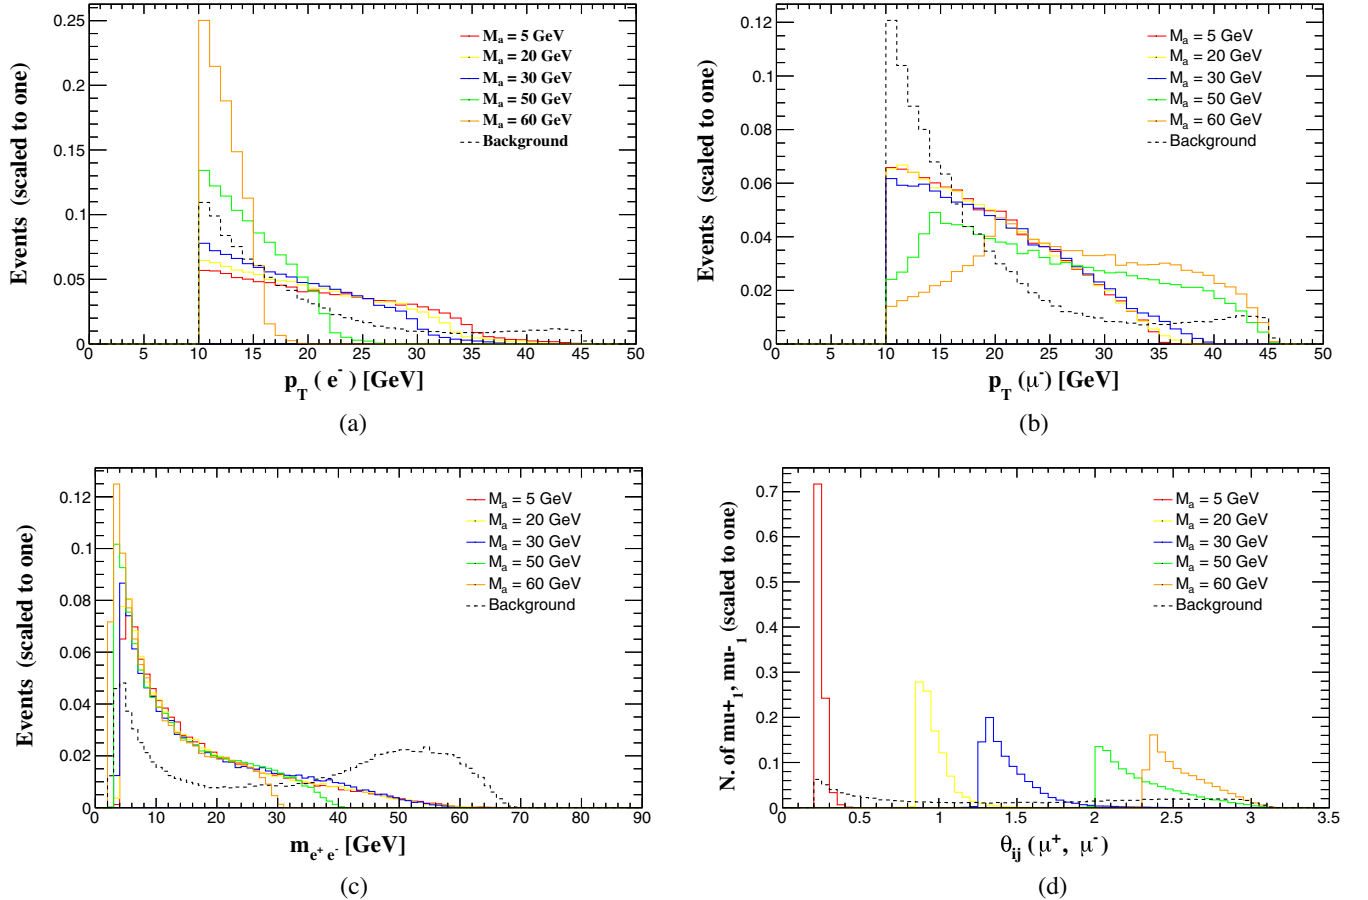 Events (scaled to one)
0.25
0.2
0.15
0.1
0.05
0
M_a = 5 GeV
M_a = 20 GeV
M_a = 30 GeV
M_a = 50 GeV
M_a = 60 GeV
Background
0 5 10 15 20 25 30 35 40 45 50
p_T ( e^-) [GeV]
(a)
Events (scaled to one)
0.12
0.1
0.08
0.06
0.04
0.02
0
M_a = 5 GeV
M_a = 20 GeV
M_a = 30 GeV
M_a = 50 GeV
M_a = 60 GeV
Background
0 5 10 15 20 25 30 35 40 45 50
p_T (μ^-) [GeV]
(b)
Events (scaled to one)
0.12
0.1
0.08
0.06
0.04
0.02
0
M_a = 5 GeV
M_a = 20 GeV
M_a = 30 GeV
M_a = 50 GeV
M_a = 60 GeV
Background
0 10 20 30 40 50 60 70 80 90
m_{e^+ e^-} [GeV]
(c)
N. of mu+_1, mu-_1 (scaled to one)
0.7
0.6
0.5
0.4
0.3
0.2
0.1
0
M_a = 5 GeV
M_a = 20 GeV
M_a = 30 GeV
M_a = 50 GeV
M_a = 60 GeV
Background
0 0.5 1 1.5 2 2.5 3 3.5
θ_{ij} (μ^+, μ^-)
(d)